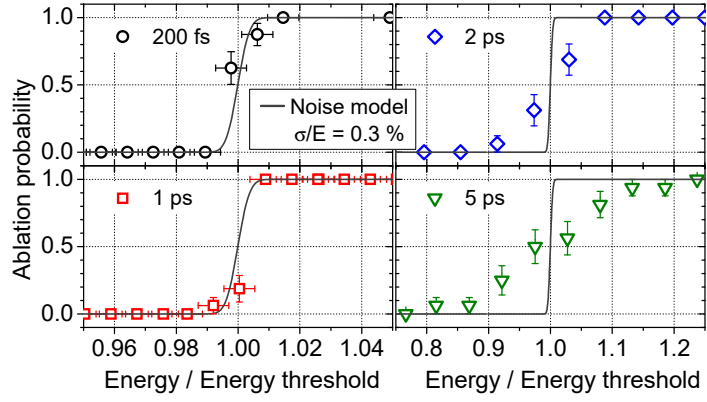 200 fs
2 ps
Noise model
σ/E = 0.3 %
1 ps
5 ps
Ablation probability
1.0
0.5
0.0
1.0
0.5
0.0
0.96 0.98 1.00 1.02 1.04
0.8 0.9 1.0 1.1 1.2
Energy / Energy threshold
Energy / Energy threshold